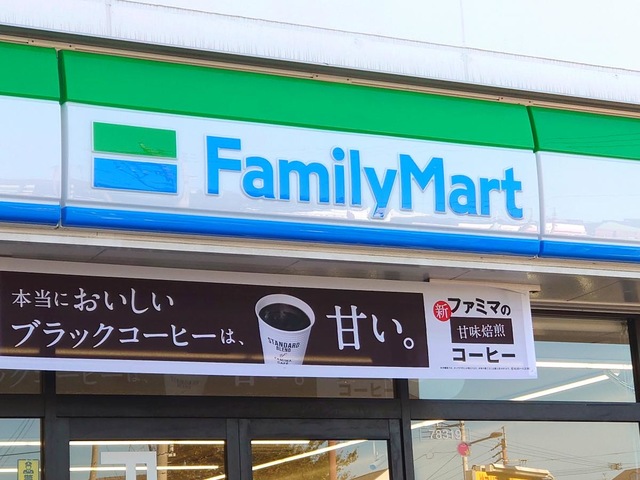 FamilyMart
本当においしい
ブラックコーヒーは、
甘い。
STANDARD
BLEND
新
ファミマの
甘味焙煎
コーヒー
78319